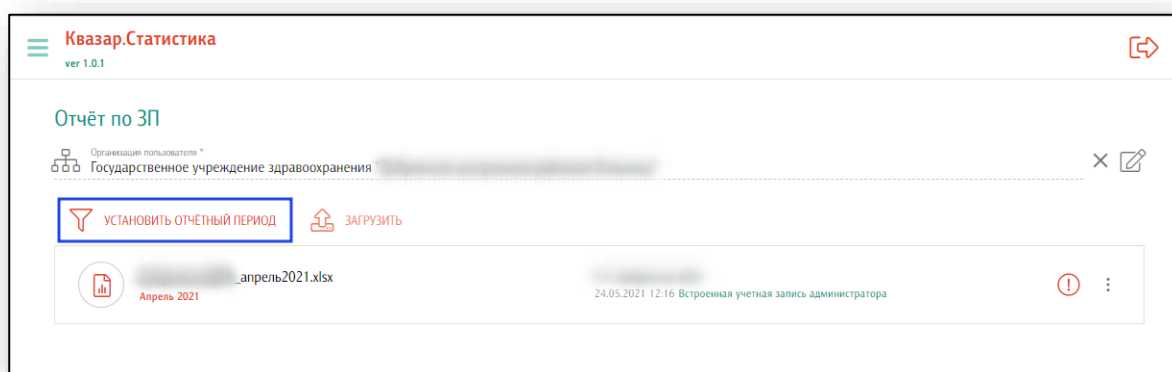 Квазар.Статистика
ver 1.0.1
Отчёт по ЗП
Организация пользователя *
Государственное учреждение здравоохранения "
УСТАНОВИТЬ ОТЧЁТНЫЙ ПЕРИОД
ЗАГРУЗИТЬ
_апрель2021.xlsx
Апрель 2021
24.05.2021 12:16 Встроенная учетная запись администратора